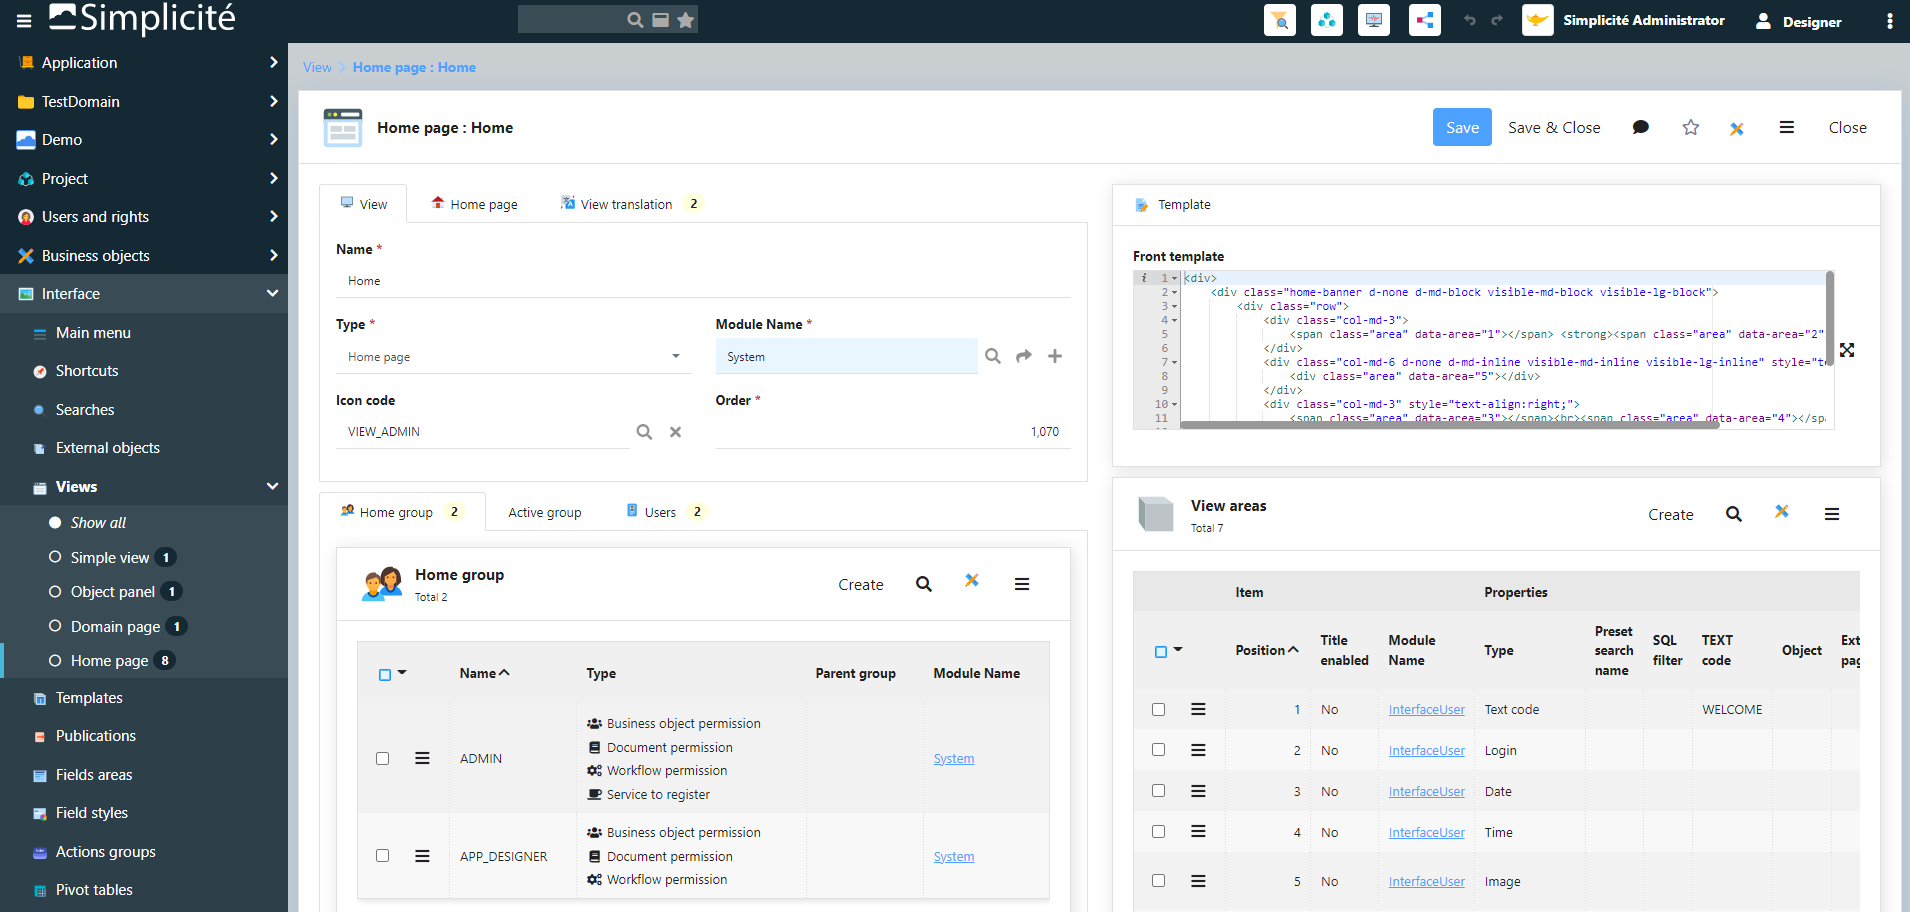 Simplicité
Simplicité Administrator
Designer
Application
TestDomain
Demo
Project
Users and rights
Business objects
Interface
Main menu
Shortcuts
Searches
External objects
Views
Show all
Simple view 1
Object panel 1
Domain page 1
Home page 8
Templates
Publications
Fields areas
Field styles
Actions groups
Pivot tables
View > Home page : Home
Home page : Home
Save
Save & Close
Close
View
Home page
View translation 2
Name *
Home
Type *
Module Name *
Home page
System
Icon code
Order *
VIEW_ADMIN
1,070
Home group 2
Active group
Users 2
Home group
Total 2
Create
Name
Type
Parent group
Module Name
ADMIN
Business object permission
Document permission
Workflow permission
Service to register
System
APP_DESIGNER
Business object permission
Document permission
Workflow permission
System
Template
Front template
i 1 <div>
2 <div class="home-banner d-none d-md-block visible-md-block visible-lg-block">
3 <div class="row">
4 <div class="col-md-3">
5 <span class="area" data-area="1"></span> <strong><span class="area" data-area="2"
6 </div>
7 <div class="col-md-6 d-none d-md-inline visible-md-inline visible-lg-inline" style="te
8 <div class="area" data-area="5"></div>
9 </div>
10 <div class="col-md-3" style="text-align:right;">
11 <span class="area" data-area="3"></span><br><span class="area" data-area="4"></spa
View areas
Total 7
Create
Item
Properties
Position
Title enabled
Module Name
Type
Preset search name
SQL filter
TEXT code
Object
Ext pag
1 No InterfaceUser Text code WELCOME
2 No InterfaceUser Login
3 No InterfaceUser Date
4 No InterfaceUser Time
5 No InterfaceUser Image